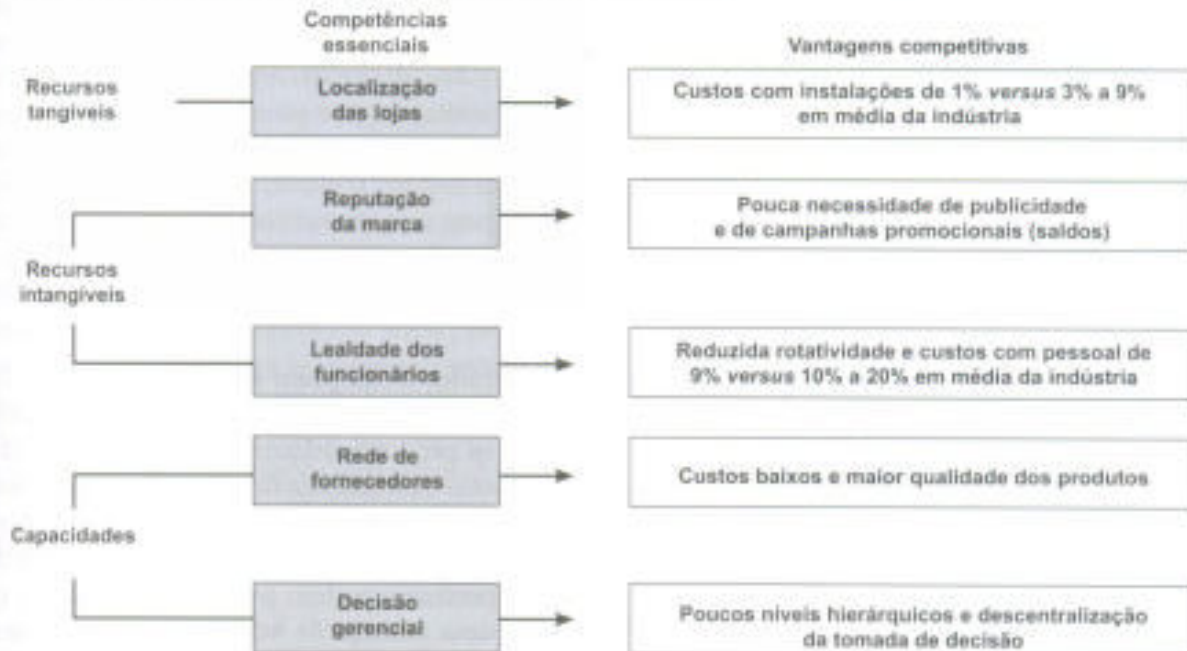 Competências
essenciais
Vantagens competitivas
Recursos
tangíveis
Localização
das lojas
Custos com instalações de 1% versus 3% a 9%
em média da indústria
Reputação
da marca
Pouca necessidade de publicidade
e de campanhas promocionais (saldos)
Recursos
intangíveis
Lealdade dos
funcionários
Reduzida rotatividade e custos com pessoal de
9% versus 10% a 20% em média da indústria
Rede de
fornecedores
Custos baixos e maior qualidade dos produtos
Capacidades
Decisão
gerencial
Poucos níveis hierárquicos e descentralização
da tomada de decisão